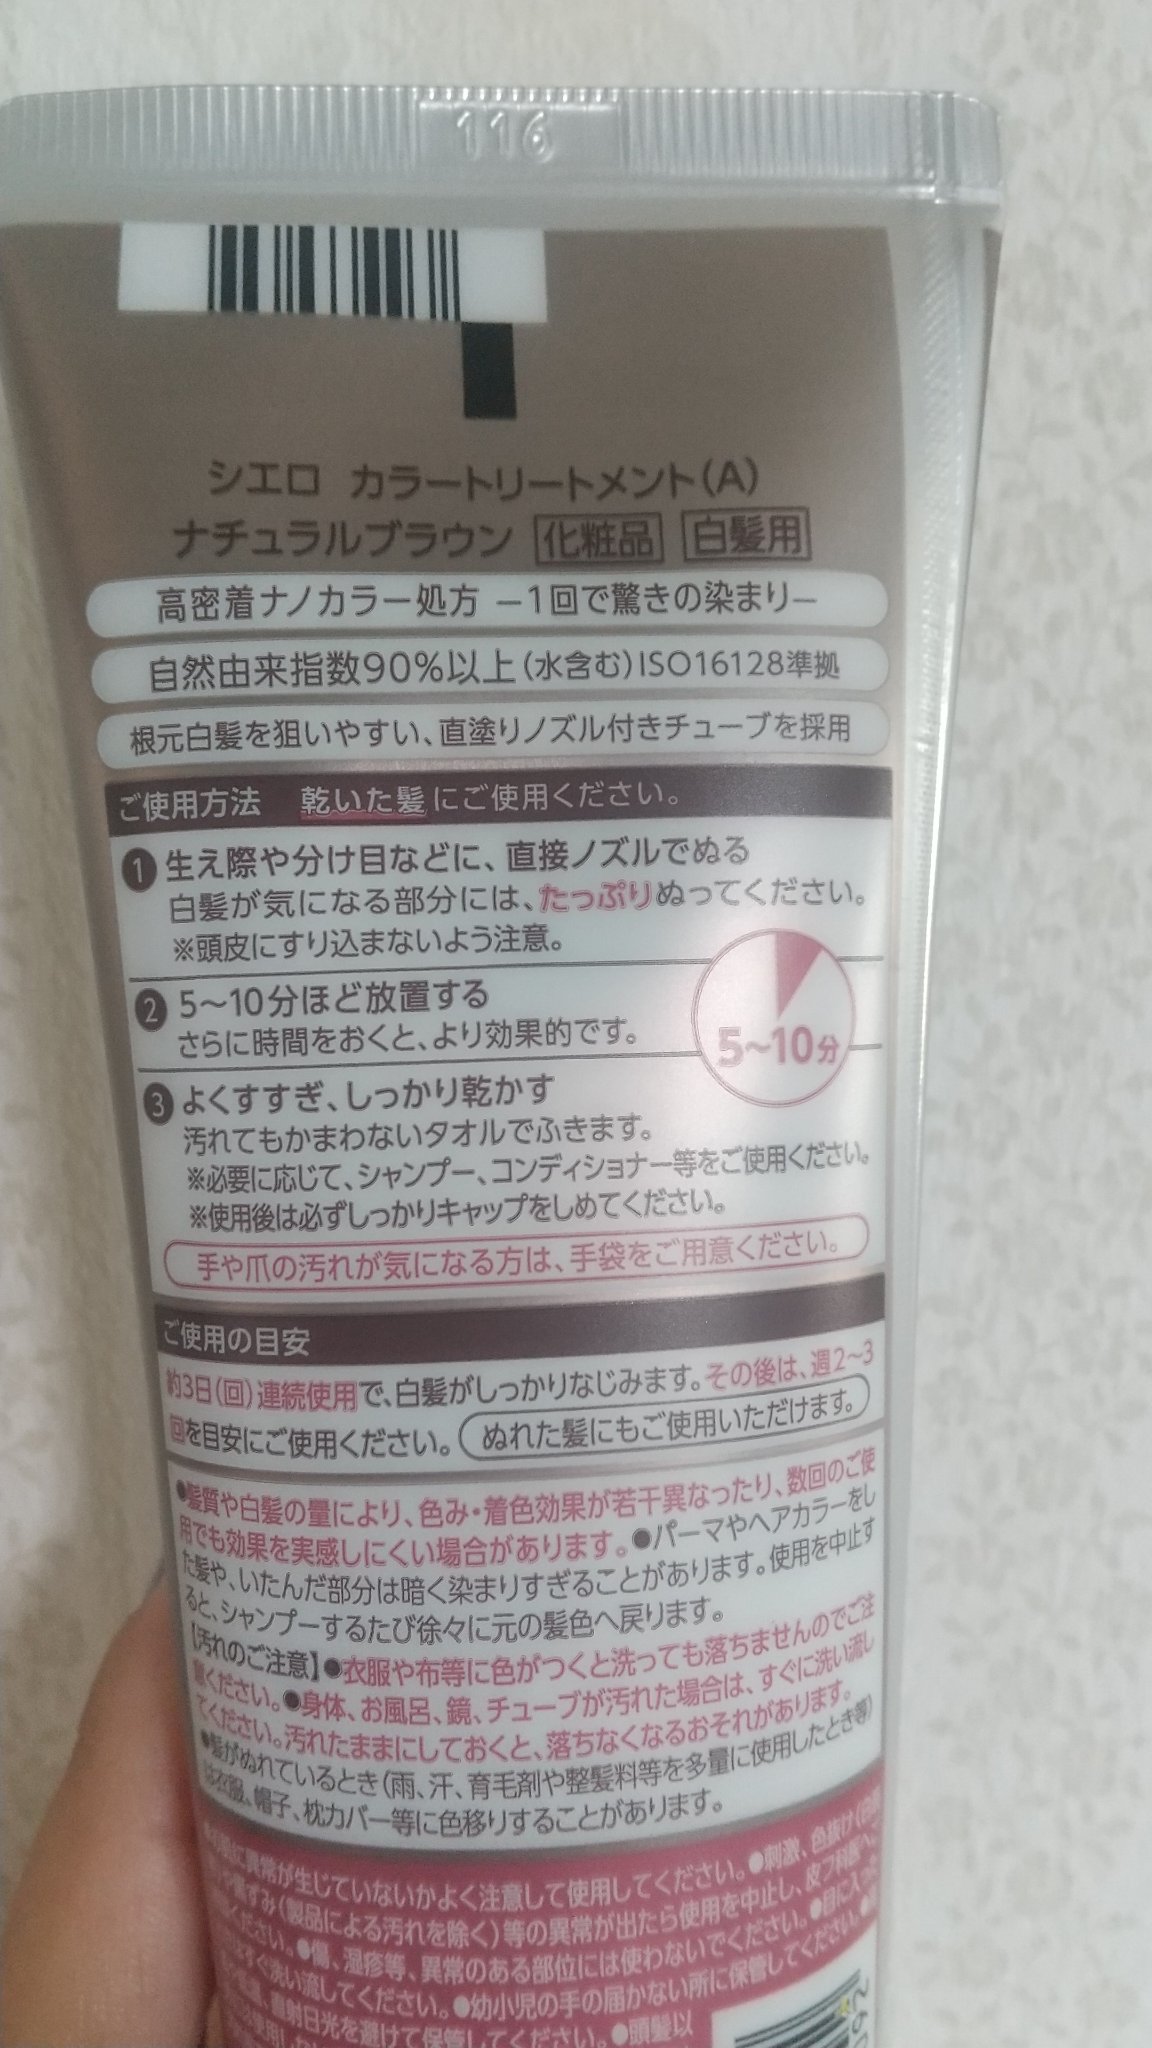 116
シエロ カラートリートメント(A)
ナチュラルブラウン 化粧品 白髪用
高密着ナノカラー処方 −1回で驚きの染まり−
自然由来指数90%以上(水含む)ISO16128準拠
根元白髪を狙いやすい、直塗りノズル付きチューブを採用
ご使用方法 乾いた髪にご使用ください。
1 生え際や分け目などに、直接ノズルでぬる
白髪が気になる部分には、たっぷりぬってください。
※頭皮にすり込まないよう注意。
2 5〜10分ほど放置する
さらに時間をおくと、より効果的です。
5〜10分
3 よくすすぎ、しっかり乾かす
汚れてもかまわないタオルでふきます。
※必要に応じて、シャンプー、コンディショナー等をご使用ください。
※使用後は必ずしっかりキャップをしめてください。
手や爪の汚れが気になる方は、手袋をご用意ください。
ご使用の目安
約3日(回)連続使用で、白髪がしっかりなじみます。その後は、週2〜3
回を目安にご使用ください。 ぬれた髪にもご使用いただけます。
●髪質や白髪の量により、色み・着色効果が若干異なったり、数回のご使
用でも効果を実感しにくい場合があります。●パーマやヘアカラーをし
た髪や、いたんだ部分は暗く染まりすぎることがあります。使用を中止す
ると、シャンプーするたび徐々に元の髪色へ戻ります。
【汚れのご注意】●衣服や布等に色がつくと洗っても落ちませんのでご注
意ください。●身体、お風呂、鏡、チューブが汚れた場合は、すぐに洗い流し
てください。汚れたままにしておくと、落ちなくなるおそれがあります。
●髪がぬれているとき(雨、汗、育毛剤や整髪料等を多量に使用したとき等)
は衣服、帽子、枕カバー等に色移りすることがあります。
に異常が生じていないかよく注意して使用してください。●刺激、色抜け(白斑
ずみ(製品による汚れを除く)等の異常が出たら使用を中止し、皮フ科医へ
ください。●傷、湿疹等、異常のある部位には使わないでください。●目に入った
すぐ洗い流してください。●幼小児の手の届かない所に保管してください。
直射日光を避けて保管してください。●頭髪以